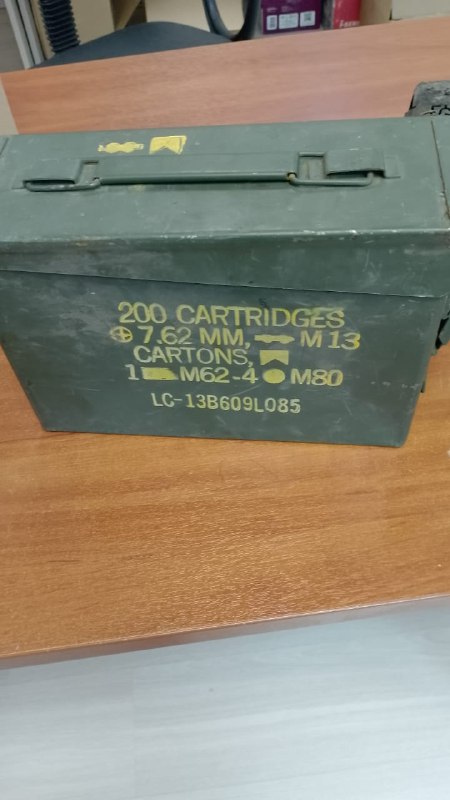 200 CARTRIDGES
7.62 MM, M13
CARTONS,
1 M62-4 M80
LC-13B609L085